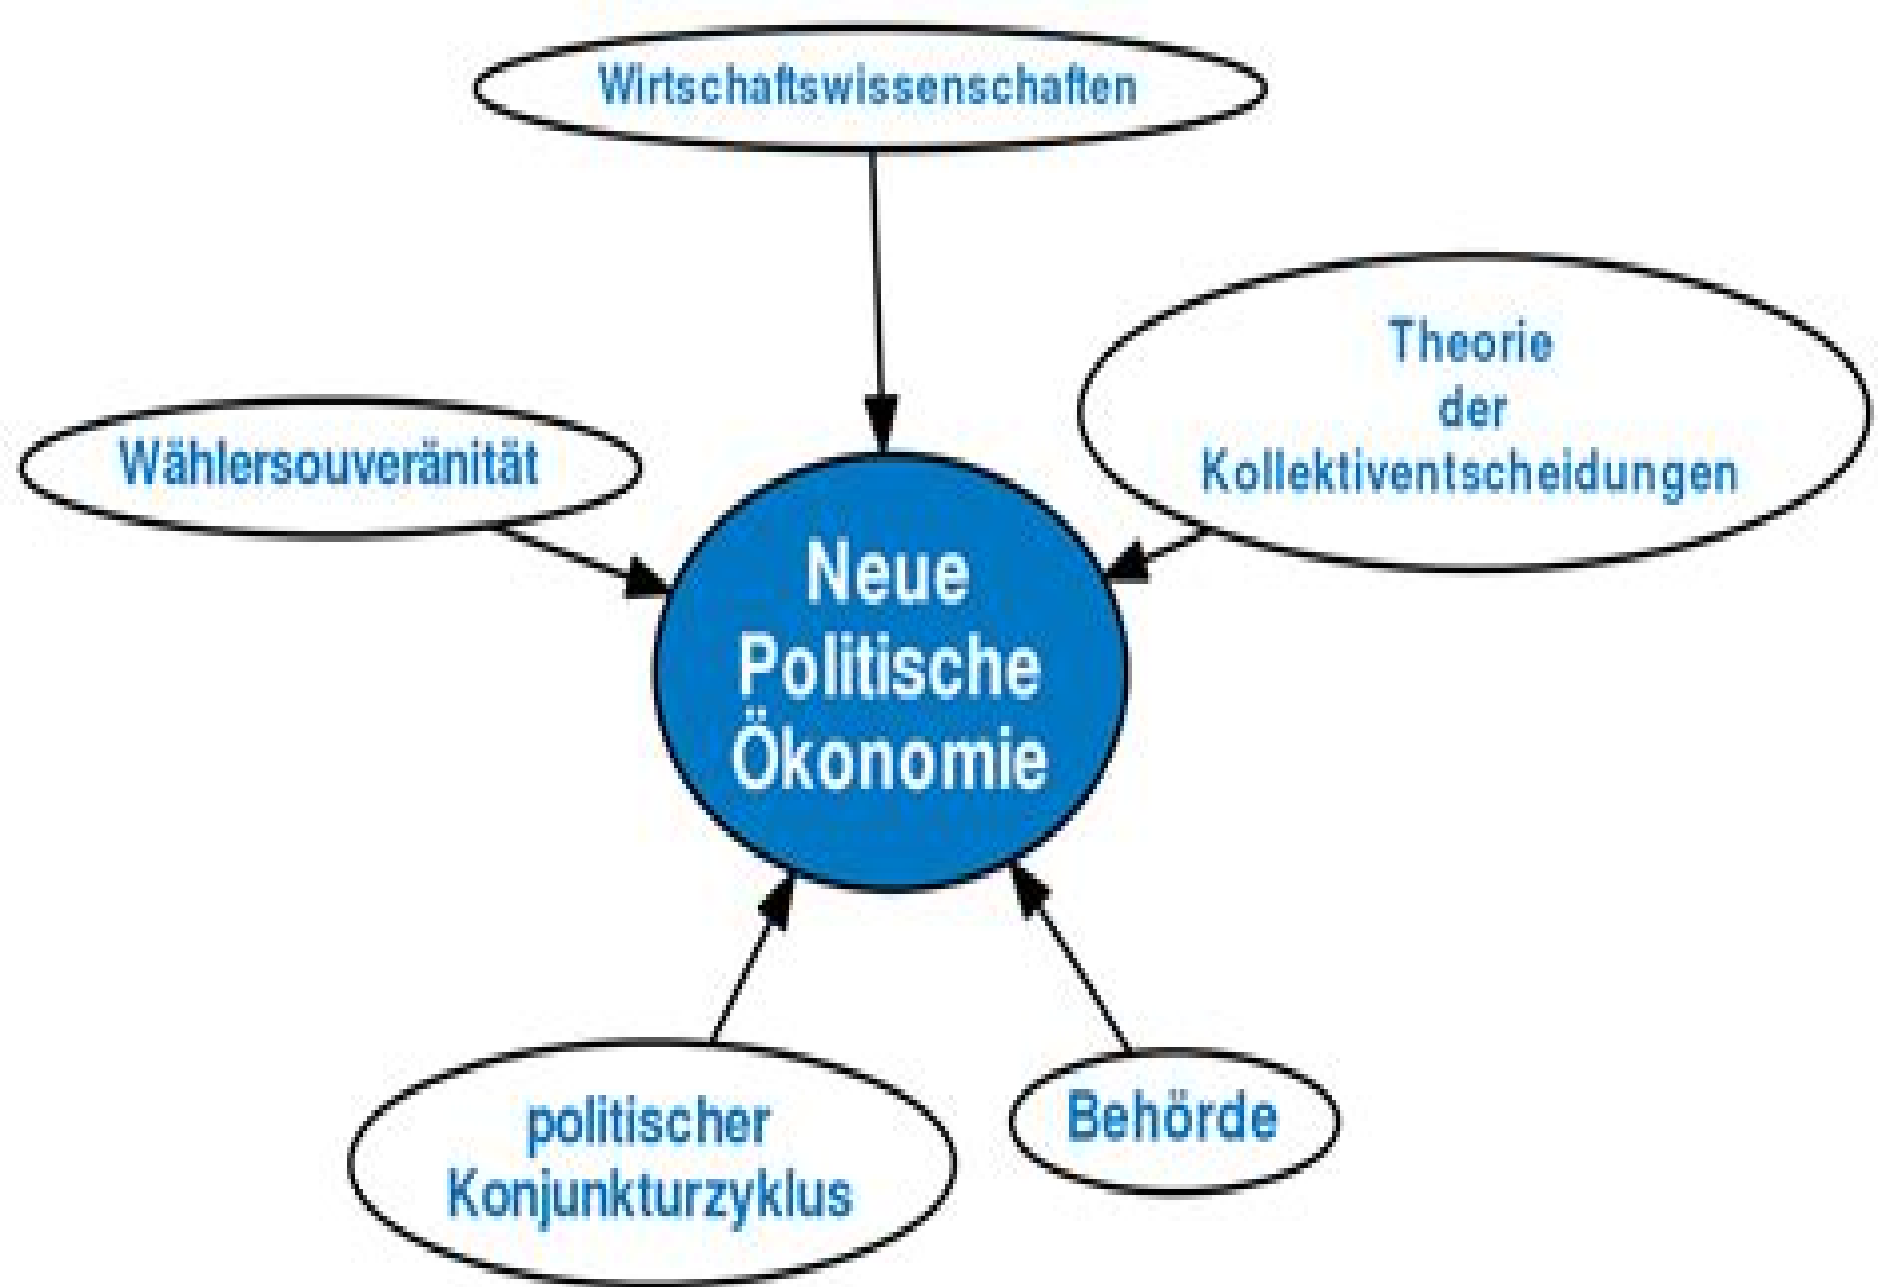 Wirtschaftswissenschaften
Theorie
der
Kollektiventscheidungen
Wählersouveränität
Neue
Politische
Ökonomie
politischer
Konjunkturzyklus
Behörde